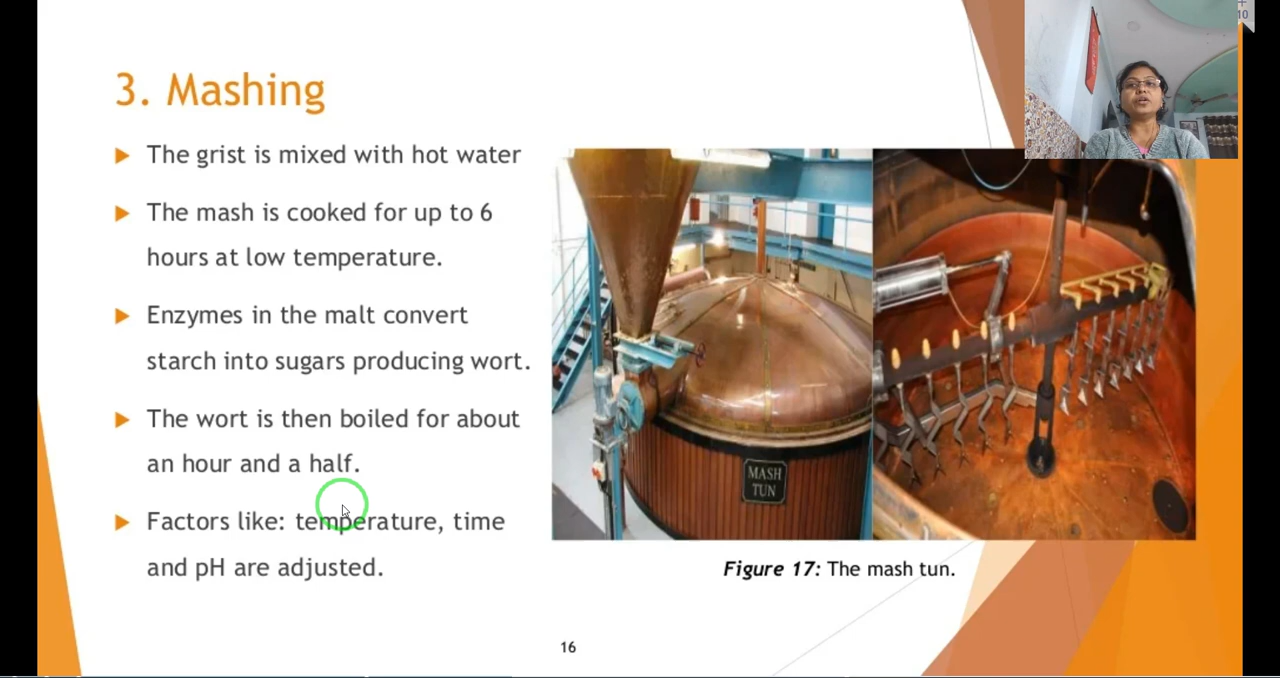 3. Mashing
The grist is mixed with hot water
The mash is cooked for up to 6
hours at low temperature.
Enzymes in the malt convert
starch into sugars producing wort.
The wort is then boiled for about
an hour and a half.
Factors like: temperature, time
and pH are adjusted.
MASH
TUN
Figure 17: The mash tun.
16
10